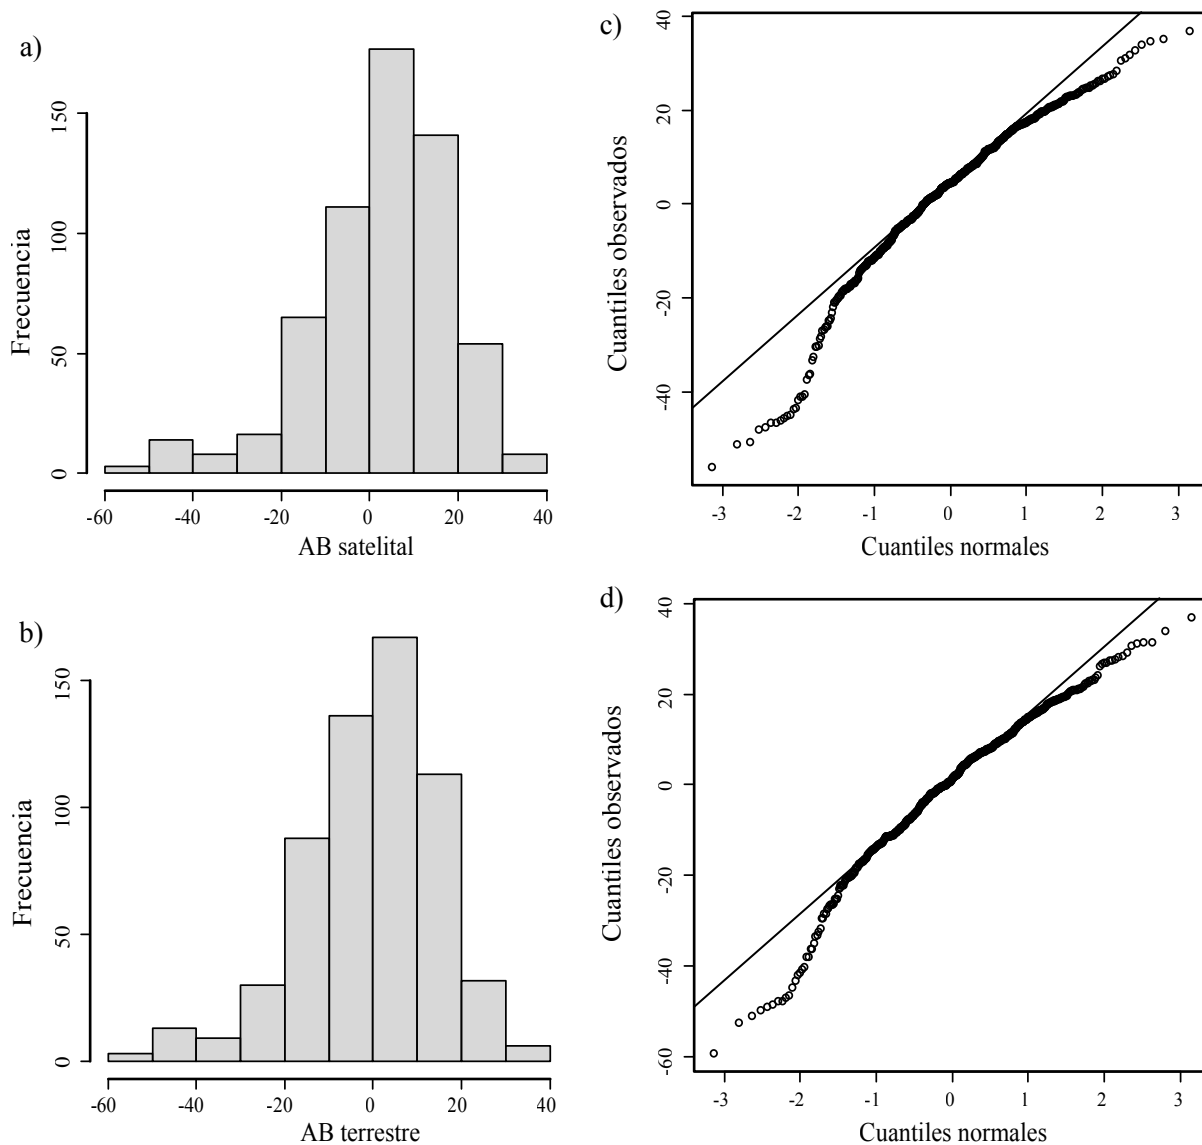 a)
Frecuencia
150
100
50
0
-60 -40 -20 0 20 40
AB satelital
c)
Cuantiles observados
40
20
0
-20
-40
-3 -2 -1 0 1 2 3
Cuantiles normales
b)
Frecuencia
150
100
50
0
-60 -40 -20 0 20 40
AB terrestre
d)
Cuantiles observados
40
20
0
-20
-40
-60
-3 -2 -1 0 1 2 3
Cuantiles normales